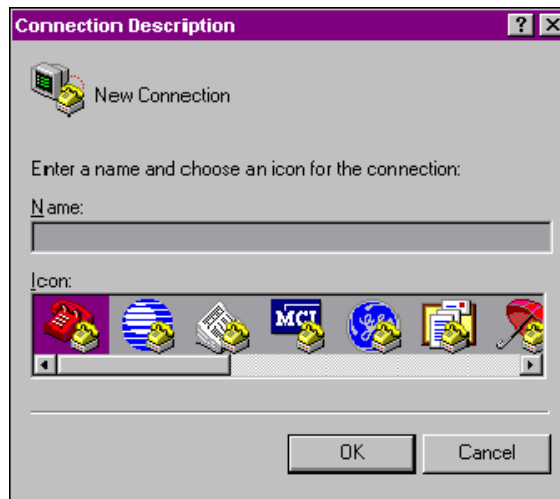 Connection Description
New Connection
Enter a name and choose an icon for the connection:
Name:
Icon:
MCI
OK
Cancel